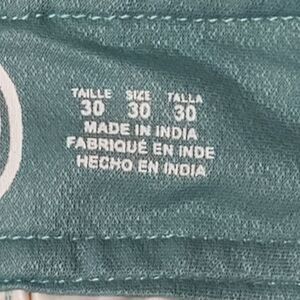 TAILLE SIZE TALLA
30 30 30
MADE IN INDIA
FABRIQUÉ EN INDE
HECHO EN INDIA